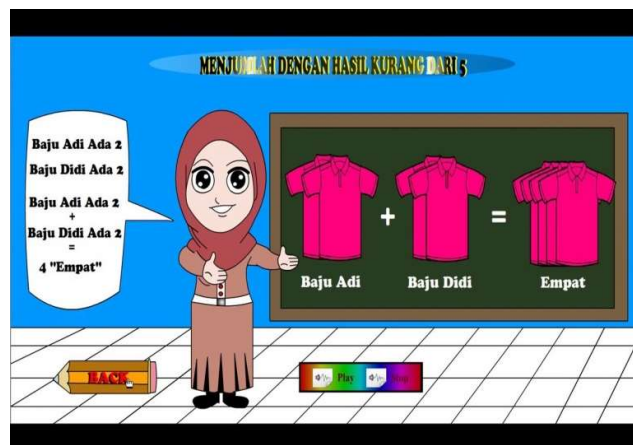 MENJUMLAH DENGAN HASIL KURANG DARI 5
Baju Adi Ada 2
Baju Didi Ada 2
Baju Adi Ada 2
+
Baju Didi Ada 2
=
4 "Empat"
+ =
Baju Adi Baju Didi Empat
BACK
Play